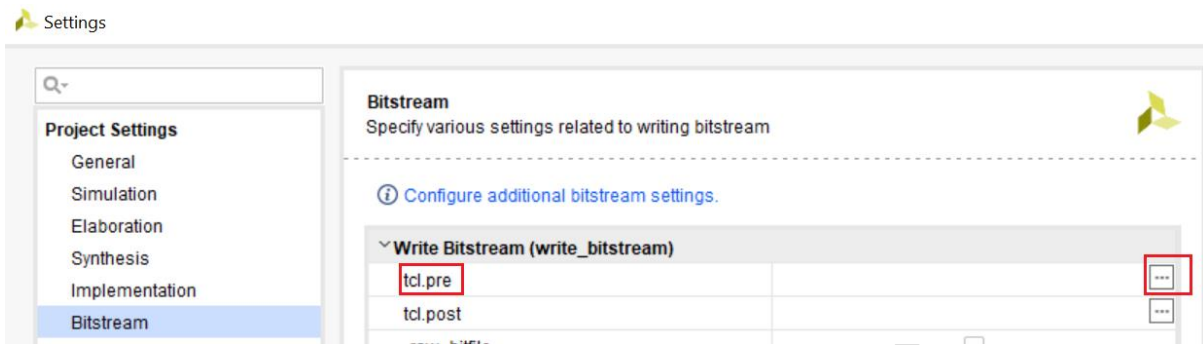 Settings
Project Settings
General
Simulation
Elaboration
Synthesis
Implementation
Bitstream
Bitstream
Specify various settings related to writing bitstream
Configure additional bitstream settings.
Write Bitstream (write_bitstream)
tcl.pre
tcl.post